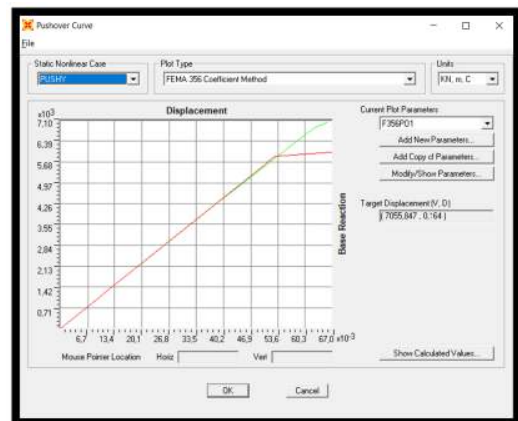 Pushover Curve
File
Static Nonlinear Case
PUSHY
Plot Type
FEMA 356 Coefficient Method
Units
KN, m, C
x10³
Displacement
7,10
6,39
5,68
4,97
4,26
3,55
2,84
2,13
1,42
0,71
6,7 13,4 20,1 26,8 33,5 40,2 46,9 53,6 60,3 67,0 x10⁻³
Base Reaction
Mouse Pointer Location Horiz Vert
Current Plot Parameters
F356PO1
Add New Parameters...
Add Copy of Parameters...
Modify/Show Parameters...
Target Displacement (V, D)
( 7055,847 , 0,164 )
Show Calculated Values...
OK Cancel